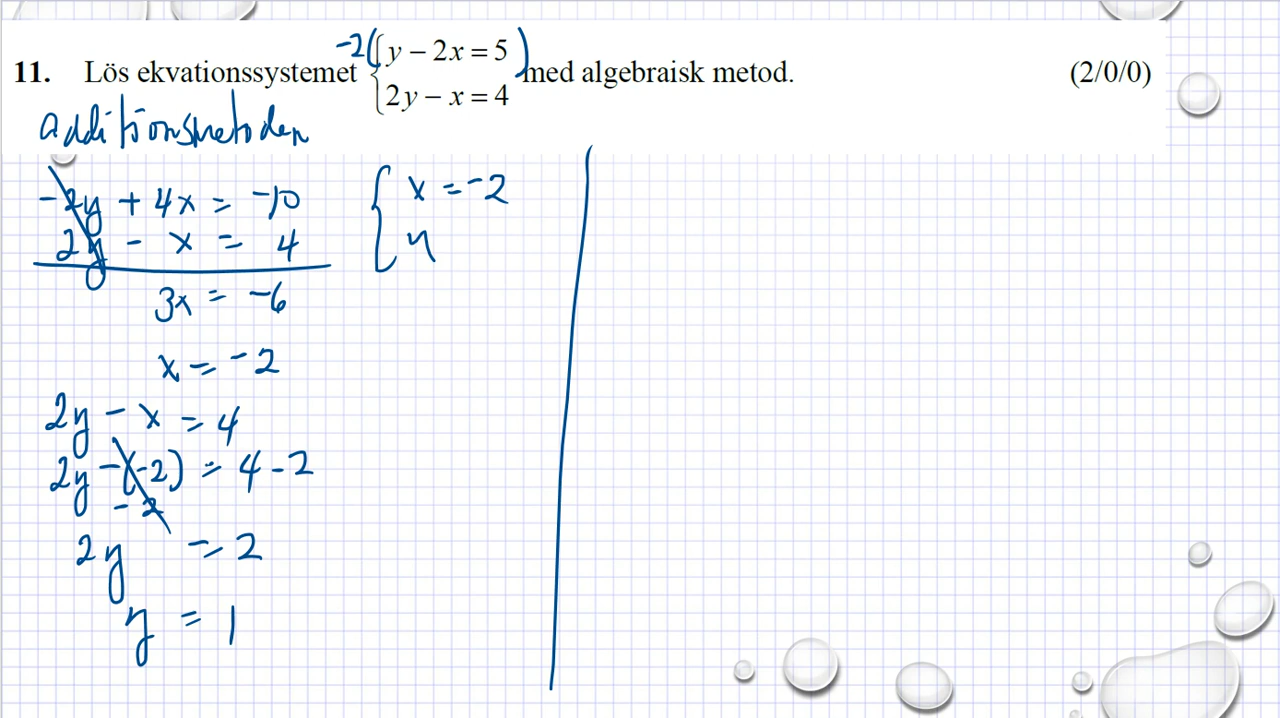 11. Lös ekvationssystemet -2({y − 2x = 5) med algebraisk metod. (2/0/0)
2y − x = 4
additionsmetoden
-2y + 4x = -10
2y - x = 4
3x = -6
x = -2
2y - x = 4
2y -(-2) = 4 - 2
- 2
2y = 2
y = 1
{ x = -2
y